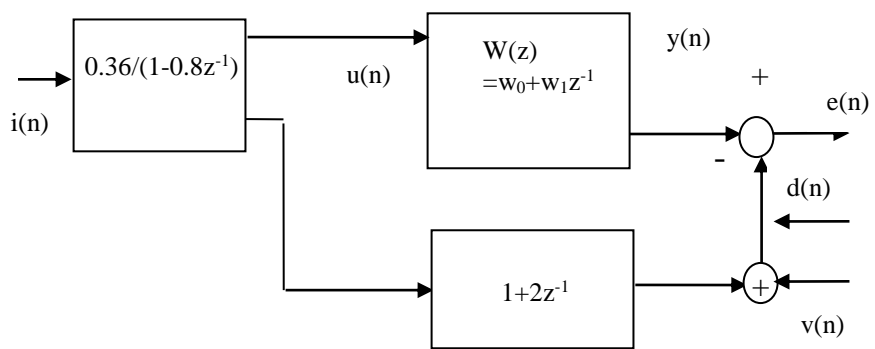 0.36/(1-0.8z⁻¹)
i(n)
u(n)
W(z)
=w₀+w₁z⁻¹
y(n)
+
e(n)
-
d(n)
1+2z⁻¹
+
v(n)